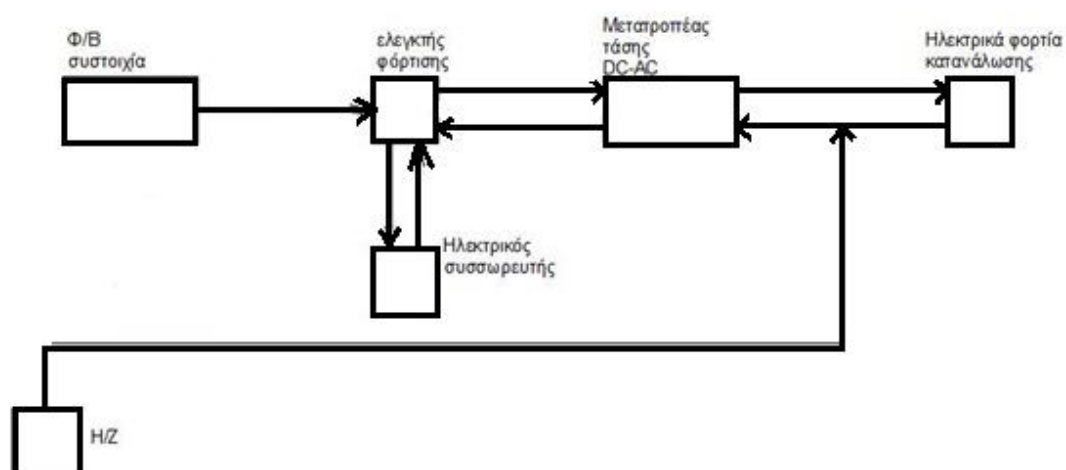 Φ/Β
συστοιχία
ελεγκτής
φόρτισης
Μετατροπέας
τάσης
DC-AC
Ηλεκτρικά φορτία
κατανάλωσης
Ηλεκτρικός
συσσωρευτής
Η/Ζ